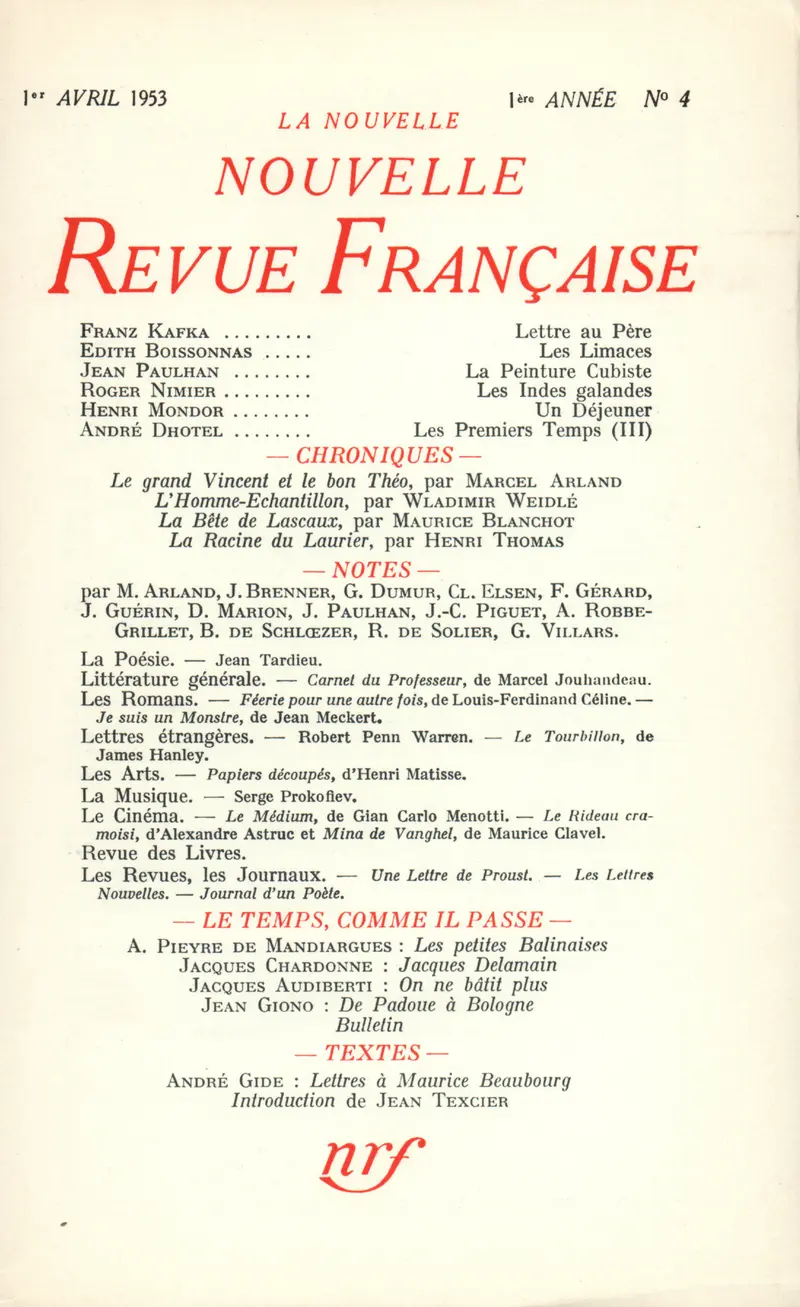 1er AVRIL 1953 1ère ANNÉE No 4
LA NOUVELLE
NOUVELLE
REVUE FRANÇAISE
FRANZ KAFKA ......... Lettre au Père
EDITH BOISSONNAS ..... Les Limaces
JEAN PAULHAN ........ La Peinture Cubiste
ROGER NIMIER ......... Les Indes galandes
HENRI MONDOR ........ Un Déjeuner
ANDRÉ DHOTEL ........ Les Premiers Temps (III)
— CHRONIQUES —
Le grand Vincent et le bon Théo, par MARCEL ARLAND
L'Homme-Echantillon, par WLADIMIR WEIDLÉ
La Bête de Lascaux, par MAURICE BLANCHOT
La Racine du Laurier, par HENRI THOMAS
— NOTES —
par M. ARLAND, J. BRENNER, G. DUMUR, CL. ELSEN, F. GÉRARD,
J. GUÉRIN, D. MARION, J. PAULHAN, J.-C. PIGUET, A. ROBBE-
GRILLET, B. DE SCHLŒZER, R. DE SOLIER, G. VILLARS.
La Poésie. — Jean Tardieu.
Littérature générale. — Carnet du Professeur, de Marcel Jouhandeau.
Les Romans. — Féerie pour une autre fois, de Louis-Ferdinand Céline. —
Je suis un Monstre, de Jean Meckert.
Lettres étrangères. — Robert Penn Warren. — Le Tourbillon, de
James Hanley.
Les Arts. — Papiers découpés, d'Henri Matisse.
La Musique. — Serge Prokofiev.
Le Cinéma. — Le Médium, de Gian Carlo Menotti. — Le Rideau cra-
moisi, d'Alexandre Astruc et Mina de Vanghel, de Maurice Clavel.
Revue des Livres.
Les Revues, les Journaux. — Une Lettre de Proust. — Les Lettres
Nouvelles. — Journal d'un Poète.
— LE TEMPS, COMME IL PASSE —
A. PIEYRE DE MANDIARGUES : Les petites Balinaises
JACQUES CHARDONNE : Jacques Delamain
JACQUES AUDIBERTI : On ne bâtit plus
JEAN GIONO : De Padoue à Bologne
Bulletin
— TEXTES —
ANDRÉ GIDE : Lettres à Maurice Beaubourg
Introduction de JEAN TEXCIER
nrf